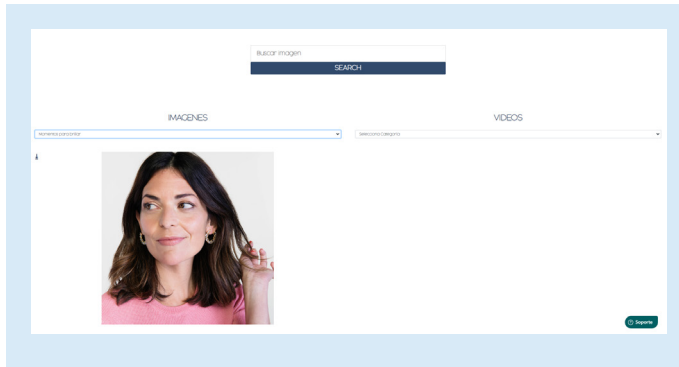 Buscar imagen
SEARCH
IMAGENES
VIDEOS
Momentos para brillar
Selecciona categoria
Soporte